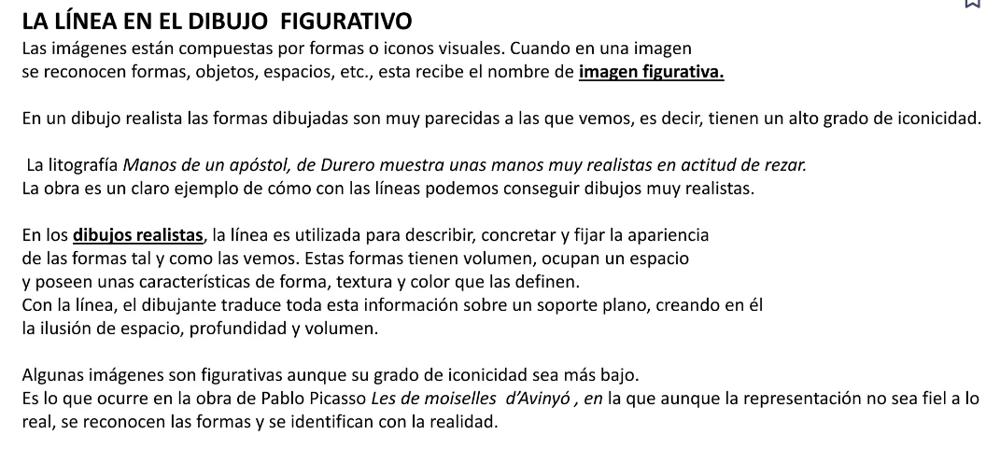 LA LÍNEA EN EL DIBUJO  FIGURATIVO
Las imágenes están compuestas por formas o iconos visuales. Cuando en una imagen
se reconocen formas, objetos, espacios, etc., esta recibe el nombre de imagen figurativa.
En un dibujo realista las formas dibujadas son muy parecidas a las que vemos, es decir, tienen un alto grado de iconicidad.
La litografía Manos de un apóstol, de Durero muestra unas manos muy realistas en actitud de rezar.
La obra es un claro ejemplo de cómo con las líneas podemos conseguir dibujos muy realistas.
En los dibujos realistas, la línea es utilizada para describir, concretar y fijar la apariencia
de las formas tal y como las vemos. Estas formas tienen volumen, ocupan un espacio
y poseen unas características de forma, textura y color que las definen.
Con la línea, el dibujante traduce toda esta información sobre un soporte plano, creando en él
la ilusión de espacio, profundidad y volumen.
Algunas imágenes son figurativas aunque su grado de iconicidad sea más bajo.
Es lo que ocurre en la obra de Pablo Picasso Les de moiselles  d’Avinyó , en la que aunque la representación no sea fiel a lo
real, se reconocen las formas y se identifican con la realidad.